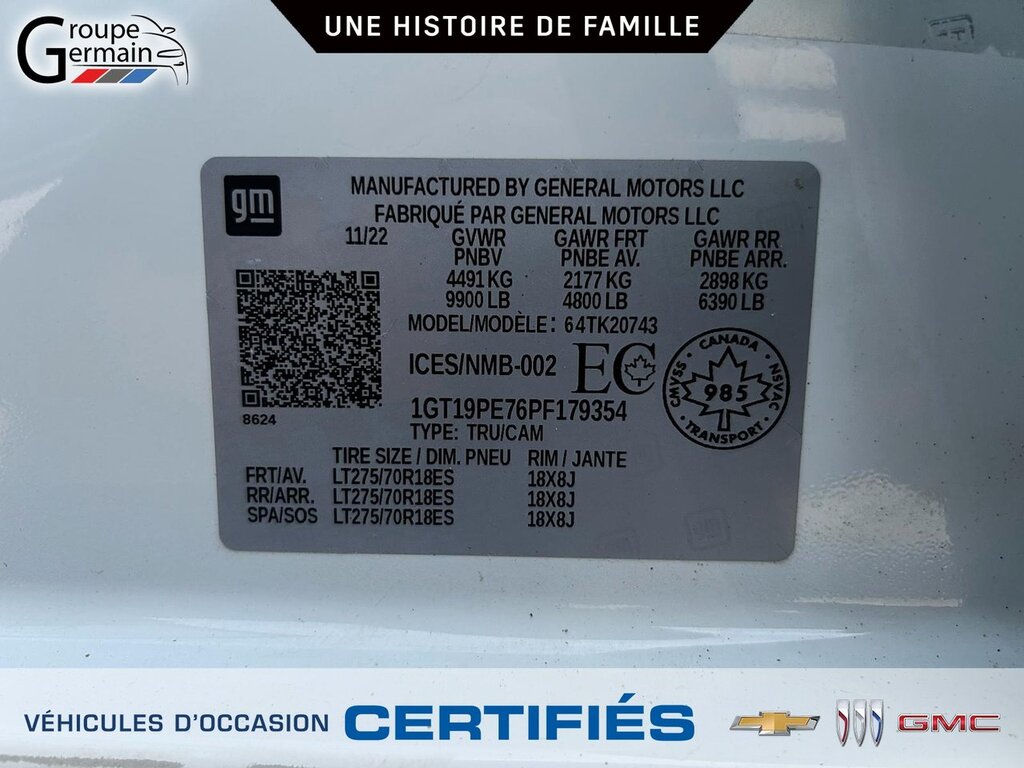 Groupe
Germain
UNE HISTOIRE DE FAMILLE
gm
MANUFACTURED BY GENERAL MOTORS LLC
FABRIQUÉ PAR GENERAL MOTORS LLC
11/22 GVWR GAWR FRT GAWR RR
PNBV PNBE AV. PNBE ARR.
4491 KG 2177 KG 2898 KG
9900 LB 4800 LB 6390 LB
MODEL/MODÈLE: 64TK20743
ICES/NMB-002 EC
CANADA
NSVAC 985 CMVSS
TRANSPORT
8624
1GT19PE76PF179354
TYPE: TRU/CAM
TIRE SIZE / DIM. PNEU RIM / JANTE
FRT/AV. LT275/70R18ES 18X8J
RR/ARR. LT275/70R18ES 18X8J
SPA/SOS LT275/70R18ES 18X8J
VÉHICULES D'OCCASION CERTIFIÉS GMC